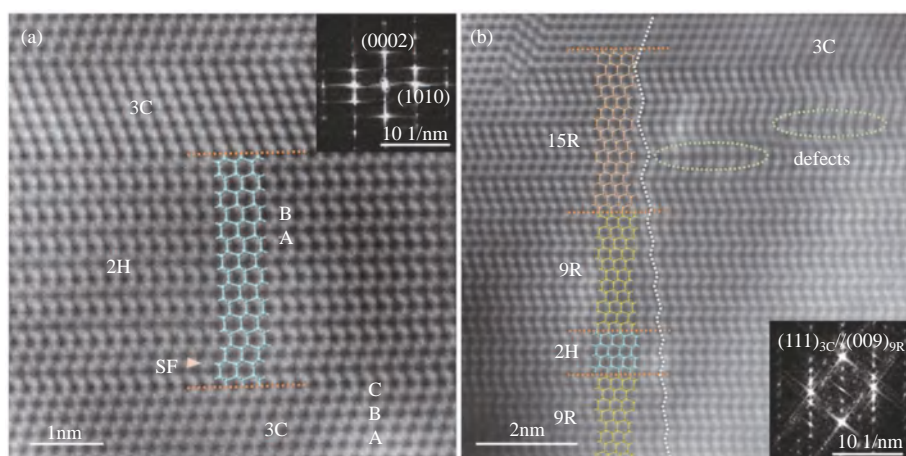 (a)
(0002)
(1010)
10 1/nm
3C
B
A
2H
SF
C
B
A
3C
1nm
(b)
3C
15R
defects
9R
2H
9R
2nm
(111)3C//(009)9R
10 1/nm